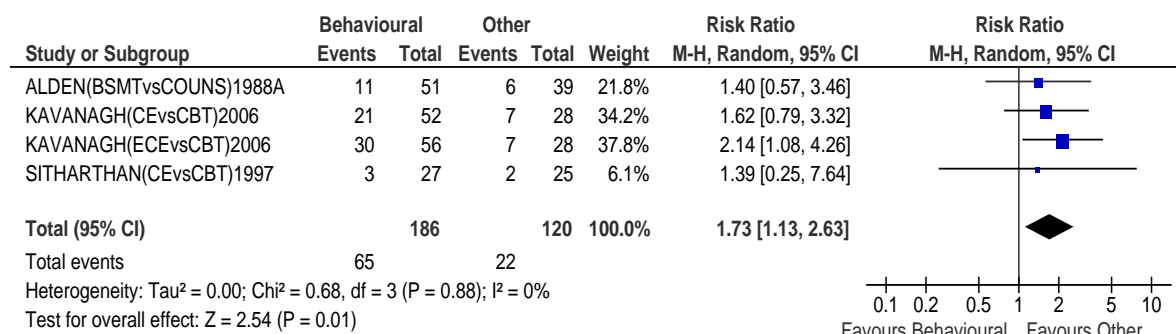 Behavioural Other Risk Ratio Risk Ratio
Study or Subgroup Events Total Events Total Weight M-H, Random, 95% CI M-H, Random, 95% CI
ALDEN(BSMTvsCOUNS)1988A 11 51 6 39 21.8% 1.40 [0.57, 3.46]
KAVANAGH(CEvsCBT)2006 21 52 7 28 34.2% 1.62 [0.79, 3.32]
KAVANAGH(ECEvsCBT)2006 30 56 7 28 37.8% 2.14 [1.08, 4.26]
SITHARTHAN(CEvsCBT)1997 3 27 2 25 6.1% 1.39 [0.25, 7.64]
Total (95% CI) 186 120 100.0% 1.73 [1.13, 2.63]
Total events 65 22
Heterogeneity: Tau² = 0.00; Chi² = 0.68, df = 3 (P = 0.88); I² = 0%
Test for overall effect: Z = 2.54 (P = 0.01)
0.1 0.2 0.5 1 2 5 10
Favours Behavioural Favours Other